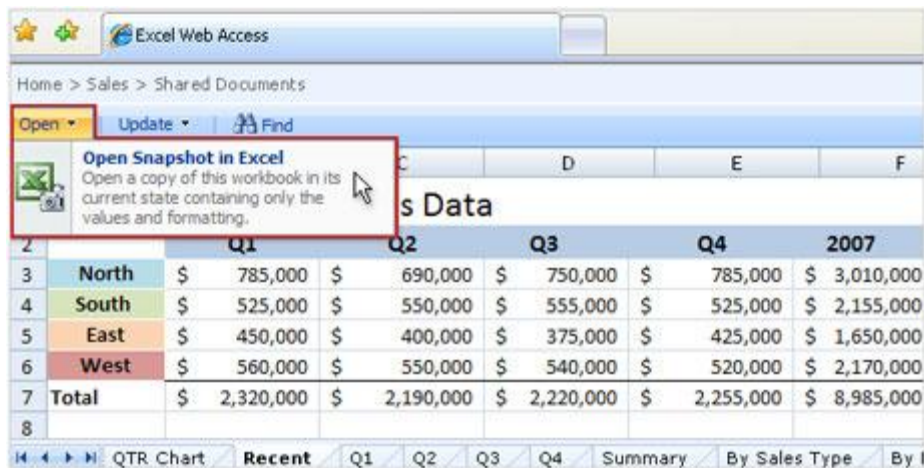 Excel Web Access
Home > Sales > Shared Documents
Open Update Find
Open Snapshot in Excel
Open a copy of this workbook in its
current state containing only the
values and formatting.
C D E F
s Data
2 Q1 Q2 Q3 Q4 2007
3 North $ 785,000 $ 690,000 $ 750,000 $ 785,000 $ 3,010,000
4 South $ 525,000 $ 550,000 $ 555,000 $ 525,000 $ 2,155,000
5 East $ 450,000 $ 400,000 $ 375,000 $ 425,000 $ 1,650,000
6 West $ 560,000 $ 550,000 $ 540,000 $ 520,000 $ 2,170,000
7 Total $ 2,320,000 $ 2,190,000 $ 2,220,000 $ 2,255,000 $ 8,985,000
8
QTR Chart Recent Q1 Q2 Q3 Q4 Summary By Sales Type By